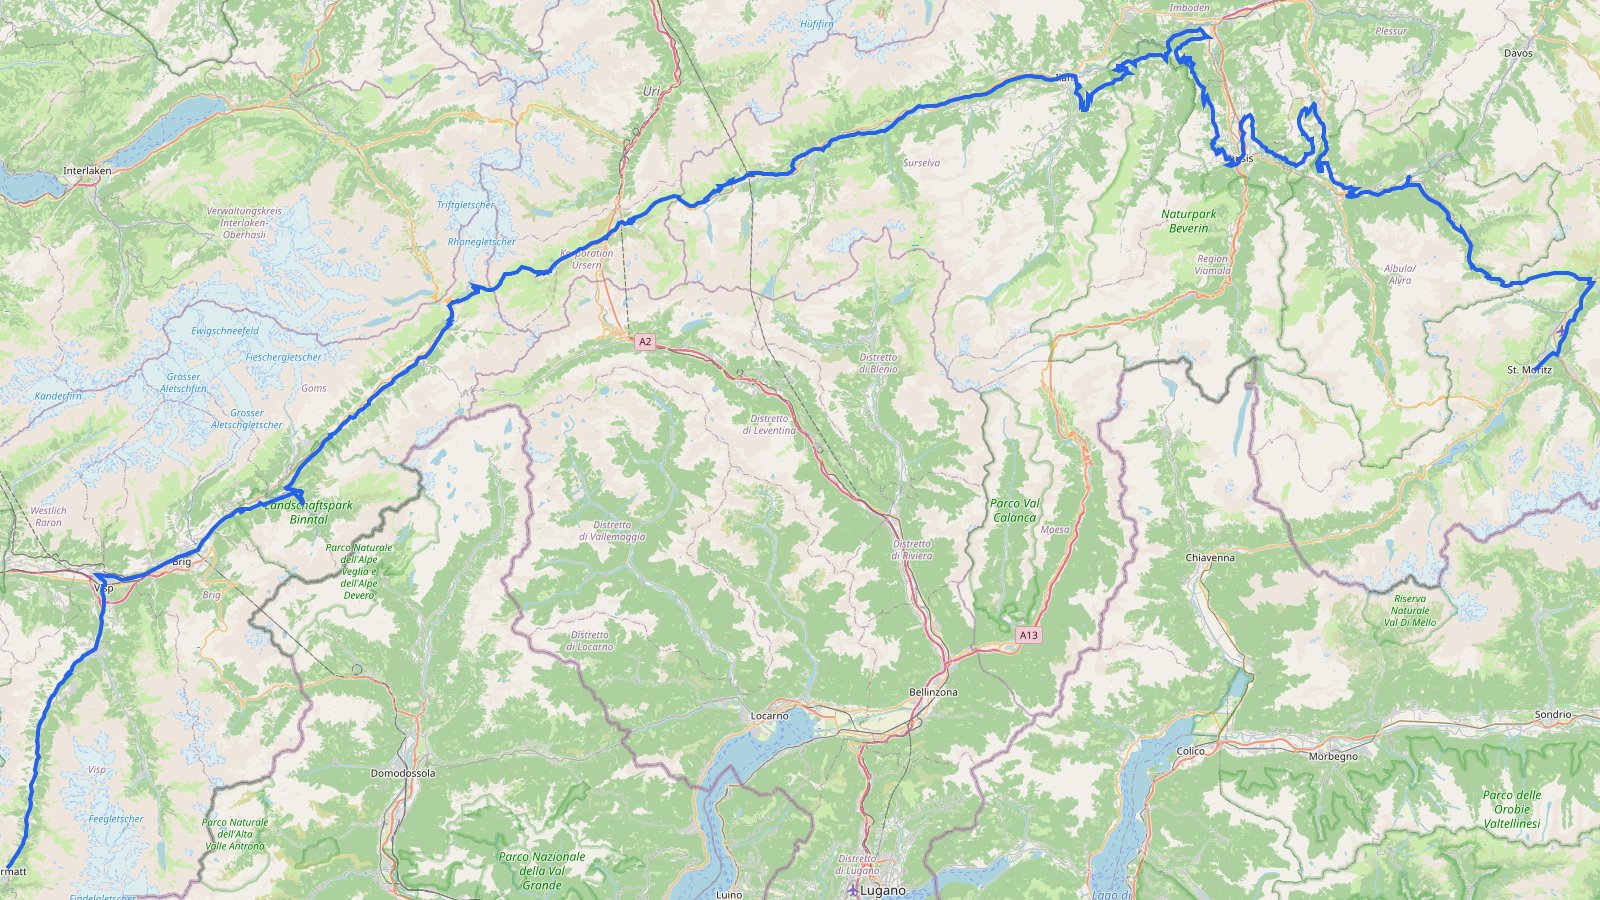 Imboden
Hüfifirn
Plessur
Davos
Uri
Interlaken
Surselva
Verwaltungskreis
Interlaken-
Oberhasli
Triftgletscher
Rhonegletscher
Naturpark
Beverin
Korporation
Ursern
Region
Viamala
Albula/
Alvra
Ewigschneefeld
A2
Fieschergletscher
Distretto
di Blenio
St. Moritz
Grosser
Aletschfirn
Goms
Kanderfirn
Grosser
Aletschgletscher
Distretto
di Leventina
Landschaftspark
Binntal
Westlich
Raron
Parco Val
Calanca
Moesa
Distretto
di Vallemaggia
Distretto
di Riviera
Chiavenna
Parco Naturale
dell'Alpe
Veglia e
dell'Alpe
Devero
Brig
Visp
Brig
Riserva
Naturale
Val Di Mello
Distretto
di Locarno
A13
Bellinzona
Locarno
Sondrio
Colico
Morbegno
Visp
Domodossola
Feegletscher
Parco Naturale
dell'Alta
Valle Antrona
Parco delle
Orobie
Valtellinesi
Parco Nazionale
della Val
Grande
Distretto
di Lugano
rmatt
Lugano
Luino
Lago di
Findelgletscher